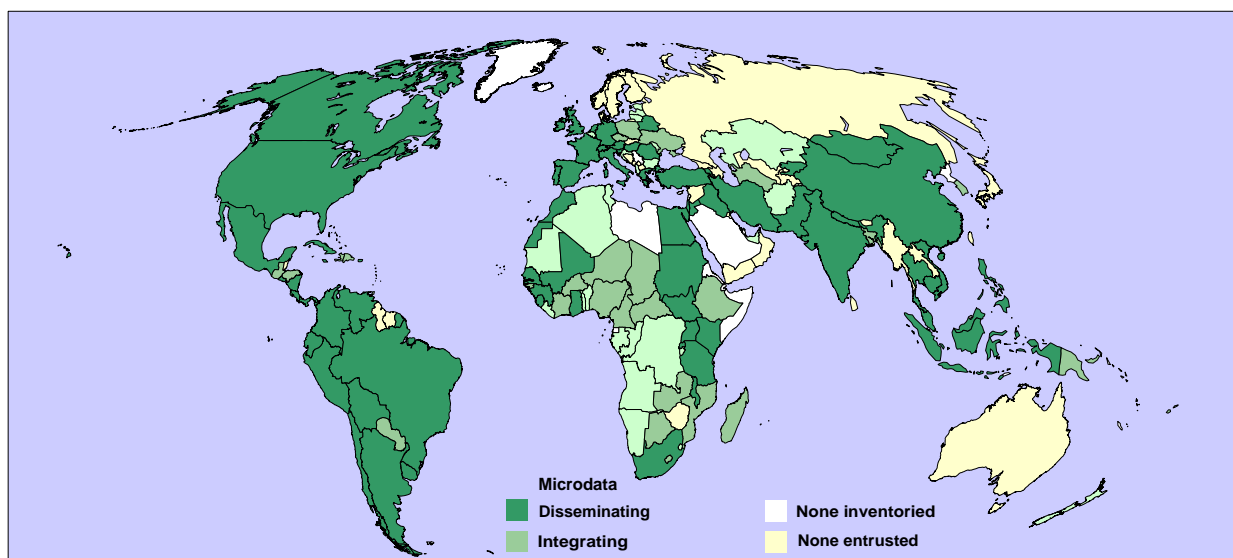 Microdata
Disseminating
None inventoried
Integrating
None entrusted